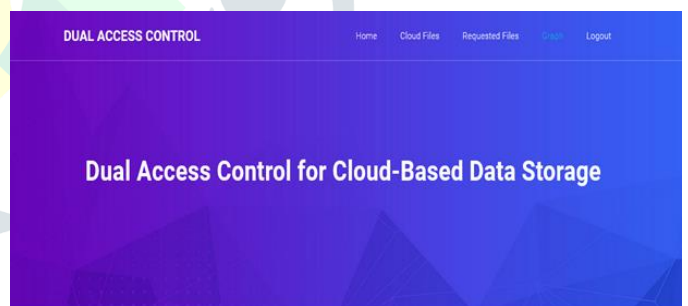 DUAL ACCESS CONTROL
Home Cloud Files Requested Files Graph Logout
Dual Access Control for Cloud-Based Data Storage